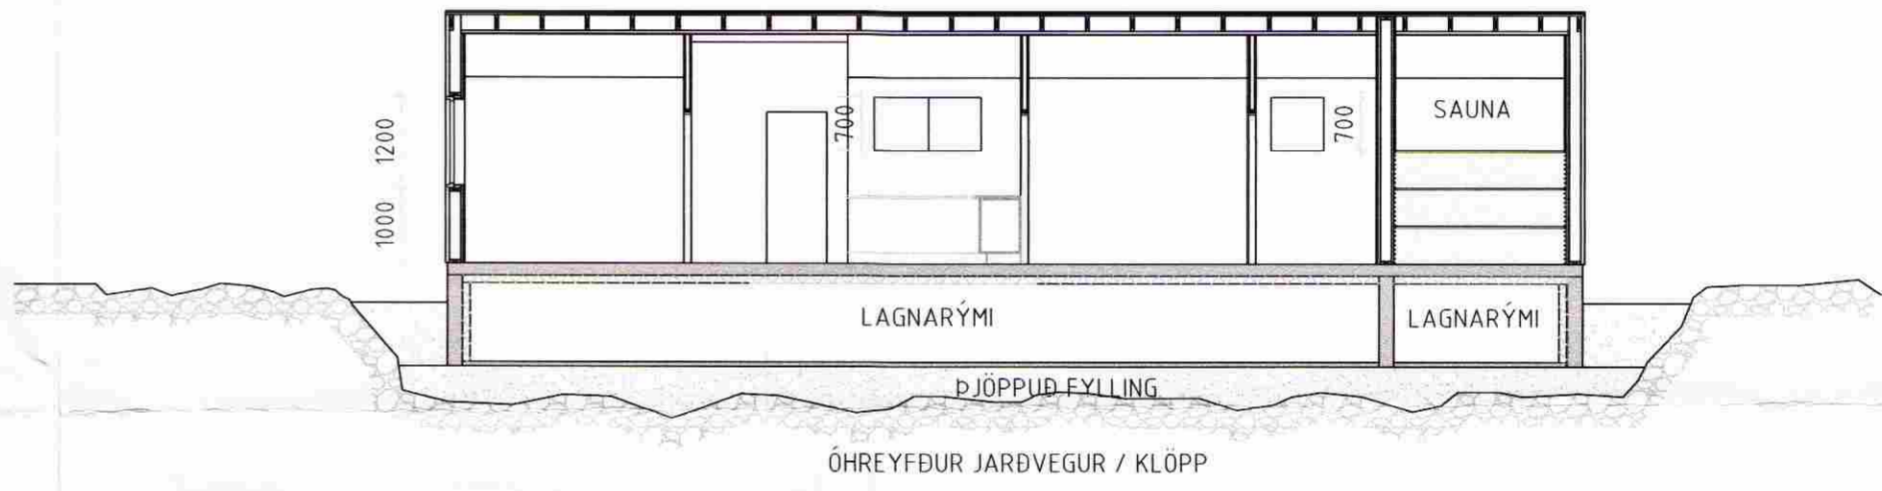 SAUNA
1200
700
700
1000
LAGNARÝMI
LAGNARÝMI
ÞJÖPPUÐ FYLLING
ÓHREYFÐUR JARÐVEGUR / KLÖPP